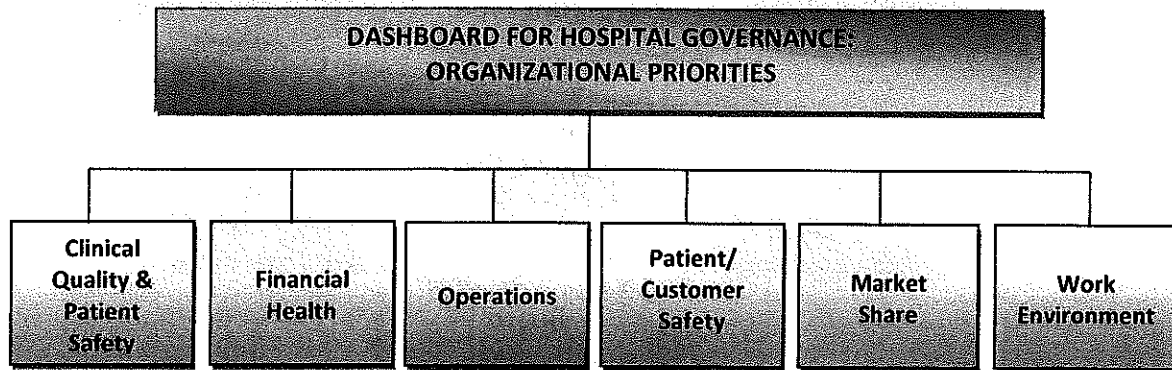 DASHBOARD FOR HOSPITAL GOVERNANCE:
ORGANIZATIONAL PRIORITIES
Clinical
Quality &
Patient
Safety
Financial
Health
Operations
Patient/
Customer
Safety
Market
Share
Work
Environment